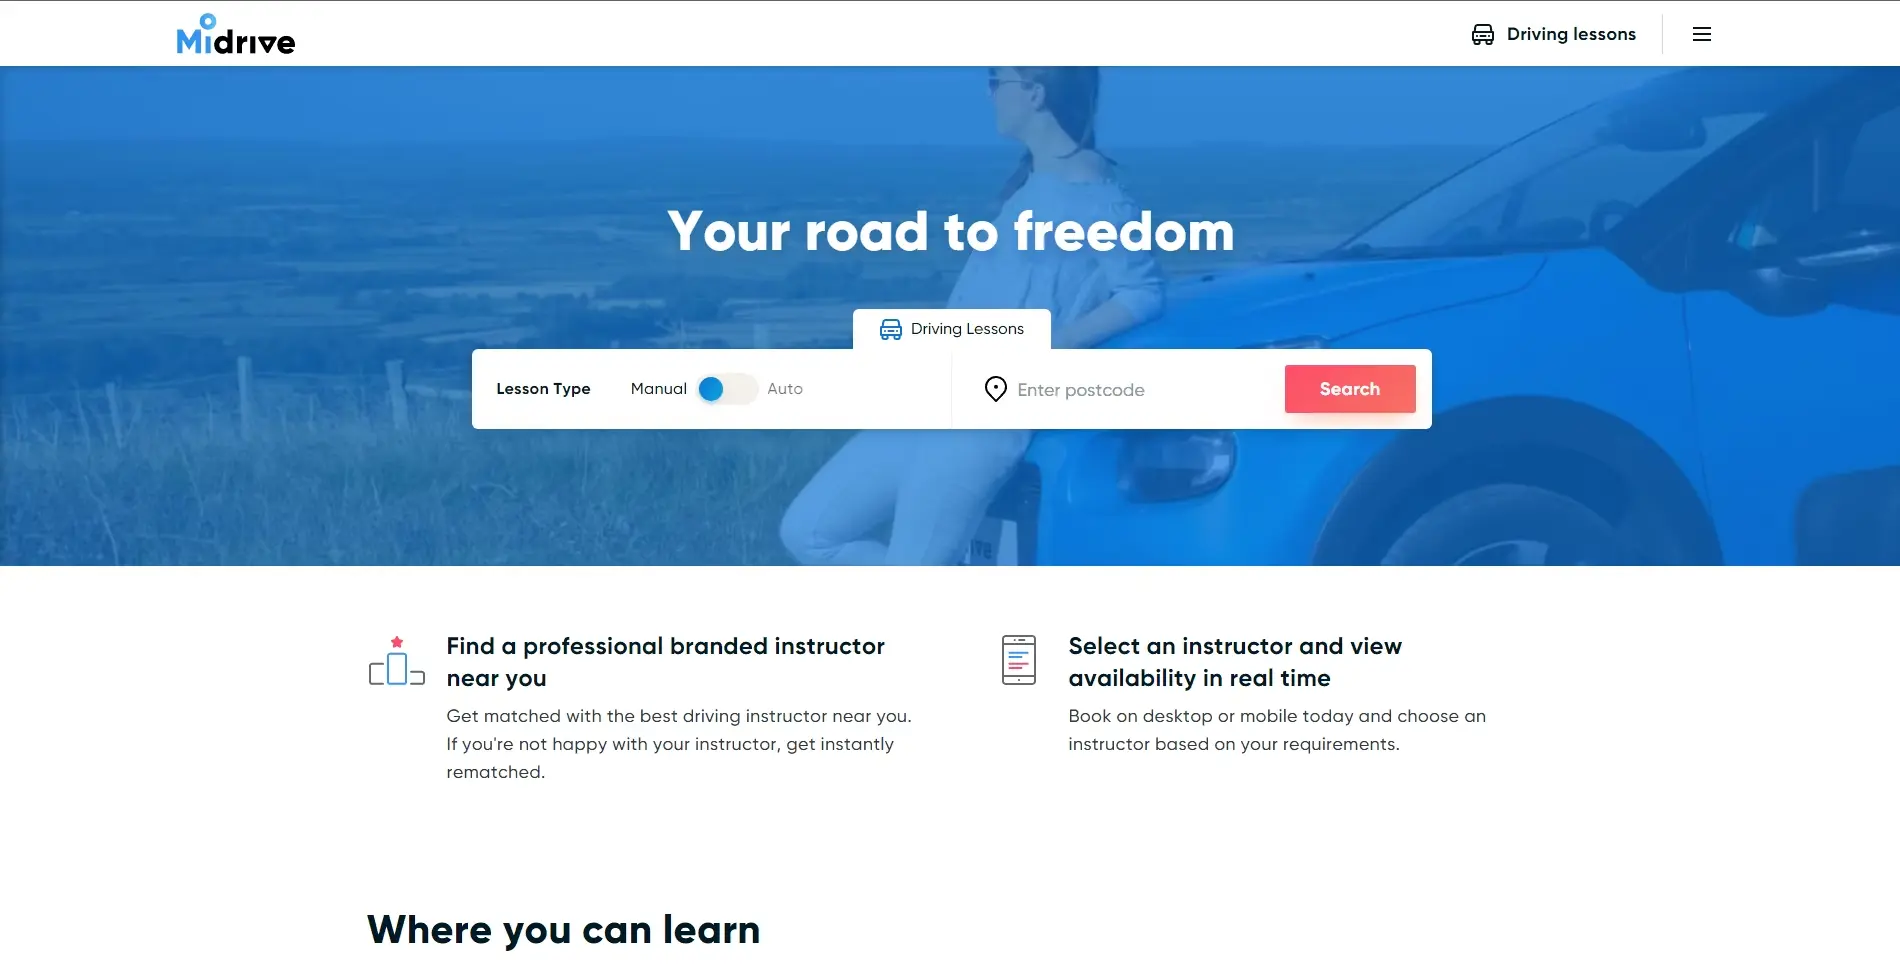 Midrive
Driving lessons
Your road to freedom
Driving Lessons
Lesson Type Manual Auto Enter postcode Search
Find a professional branded instructor
near you
Get matched with the best driving instructor near you.
If you're not happy with your instructor, get instantly
rematched.
Select an instructor and view
availability in real time
Book on desktop or mobile today and choose an
instructor based on your requirements.
Where you can learn